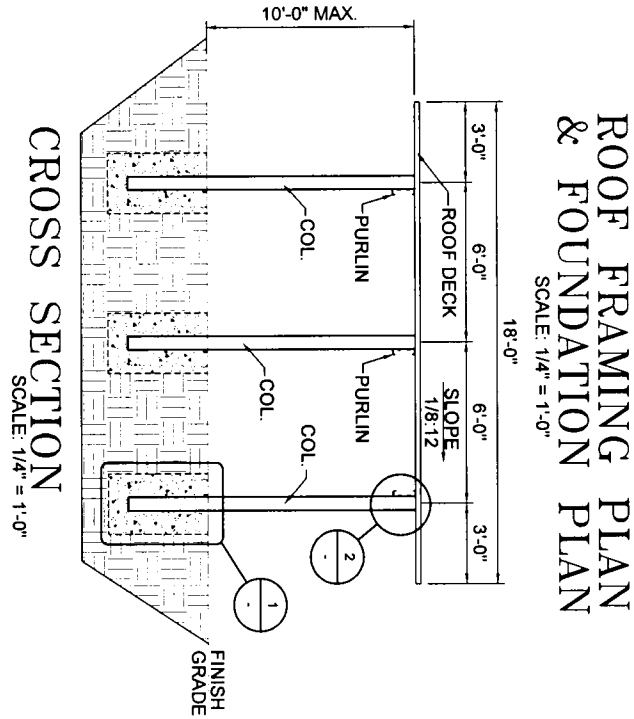 ROOF FRAMING PLAN
& FOUNDATION PLAN
SCALE: 1/4" = 1'-0"
18'-0"
3'-0"
6'-0"
6'-0"
3'-0"
ROOF DECK
SLOPE
1/8:12
PURLIN
PURLIN
2
-
10'-0" MAX.
COL.
COL.
COL.
1
-
FINISH
GRADE
CROSS SECTION
SCALE: 1/4" = 1'-0"